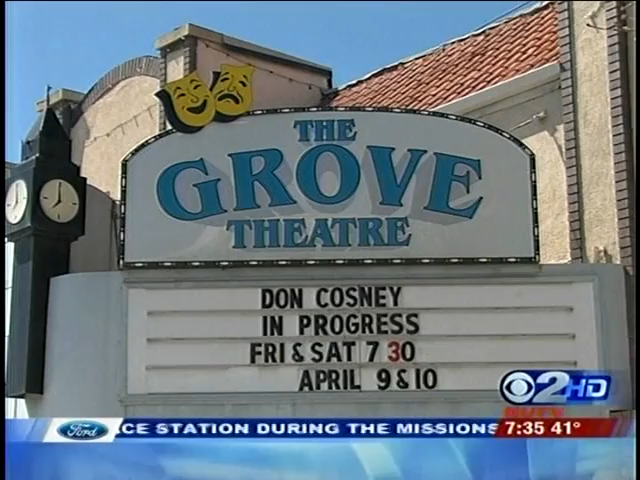 THE
GROVE
THEATRE
DON COSNEY
IN PROGRESS
FRI & SAT 7 30
APRIL 9 & 10
2 HD
KUTV
Ford
CE STATION DURING THE MISSIONS
7:35 41°